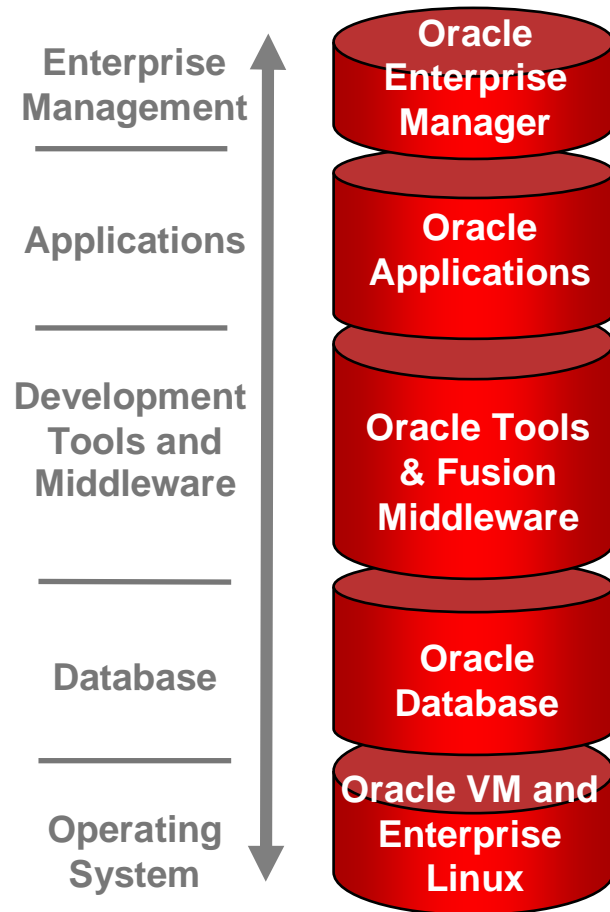 Enterprise
Management
Oracle
Enterprise
Manager
Applications
Oracle
Applications
Development
Tools and
Middleware
Oracle Tools
& Fusion
Middleware
Database
Oracle
Database
Operating
System
Oracle VM and
Enterprise
Linux